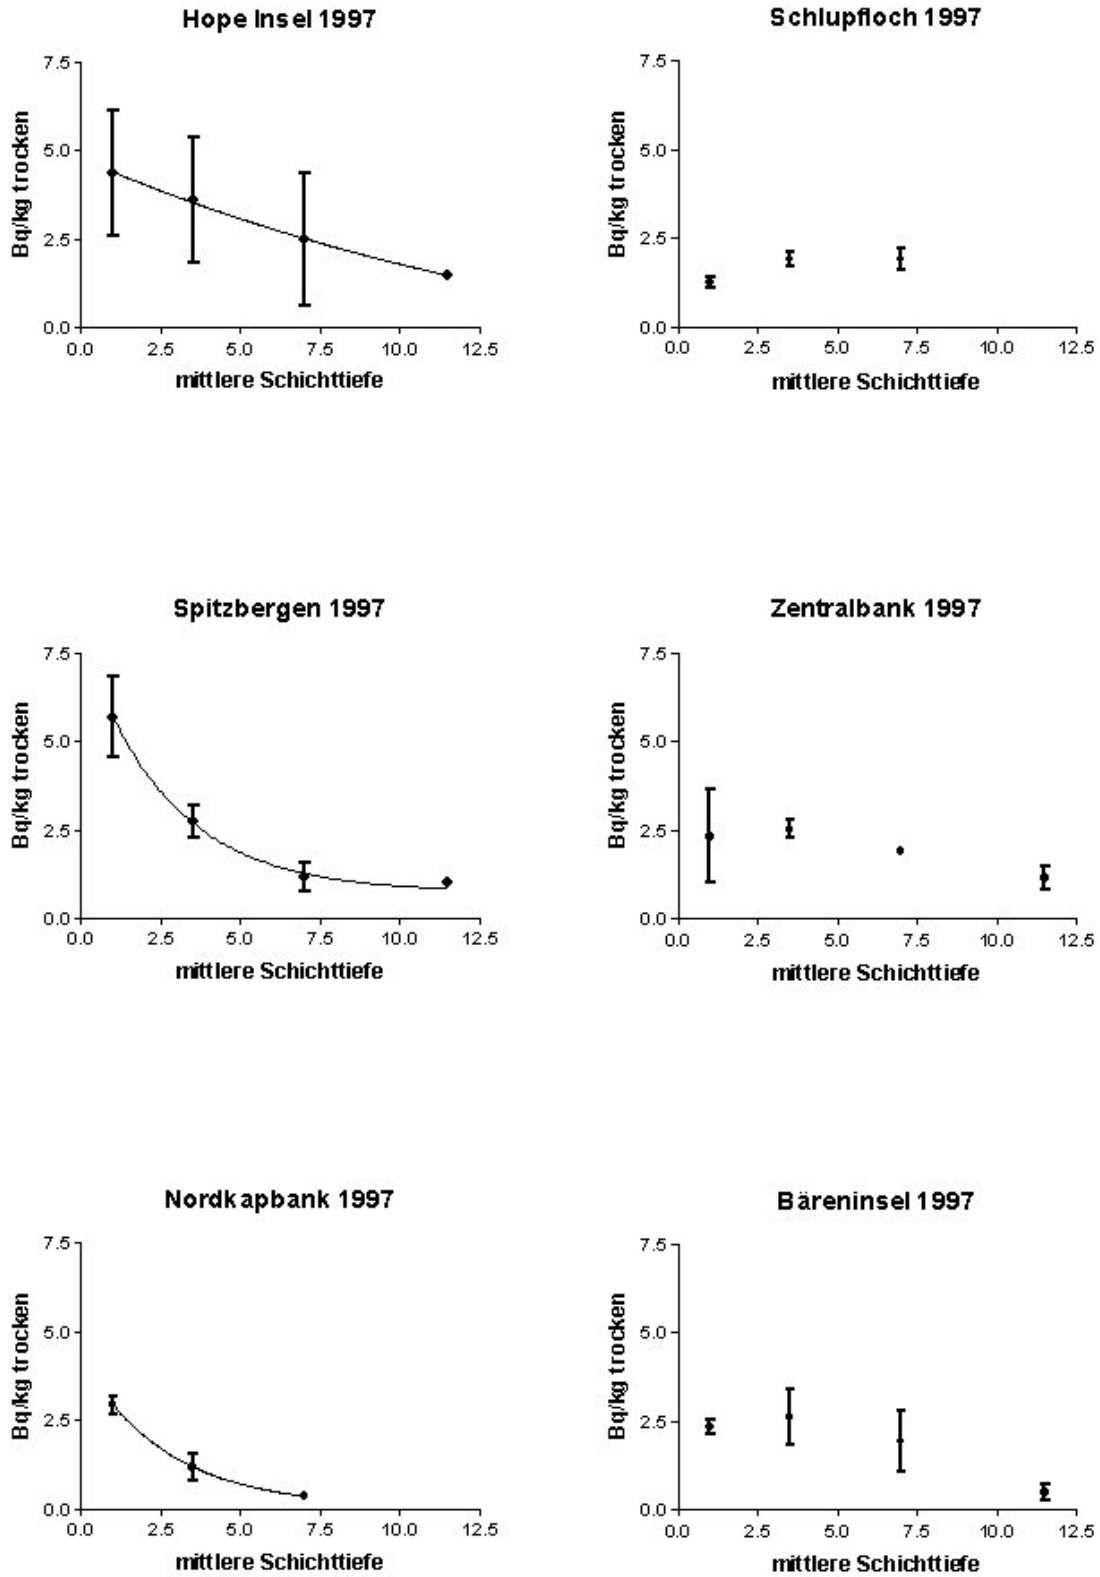 Hope Insel 1997
7.5
5.0
2.5
0.0
Bq/kg trocken
0.0 2.5 5.0 7.5 10.0 12.5
mittlere Schichttiefe
Schlupfloch 1997
7.5
5.0
2.5
0.0
Bq/kg trocken
0.0 2.5 5.0 7.5 10.0 12.5
mittlere Schichttiefe
Spitzbergen 1997
7.5
5.0
2.5
0.0
Bq/kg trocken
0.0 2.5 5.0 7.5 10.0 12.5
mittlere Schichttiefe
Zentralbank 1997
7.5
5.0
2.5
0.0
Bq/kg trocken
0.0 2.5 5.0 7.5 10.0 12.5
mittlere Schichttiefe
Nordkapbank 1997
7.5
5.0
2.5
0.0
Bq/kg trocken
0.0 2.5 5.0 7.5 10.0 12.5
mittlere Schichttiefe
Bäreninsel 1997
7.5
5.0
2.5
0.0
Bq/kg trocken
0.0 2.5 5.0 7.5 10.0 12.5
mittlere Schichttiefe